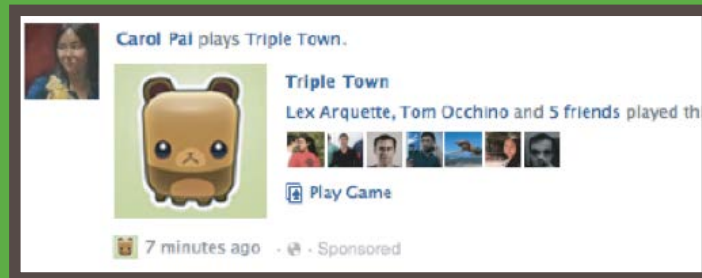 Carol Pai plays Triple Town.
Triple Town
Lex Arquette, Tom Occhino and 5 friends played thi
Play Game
7 minutes ago · · Sponsored